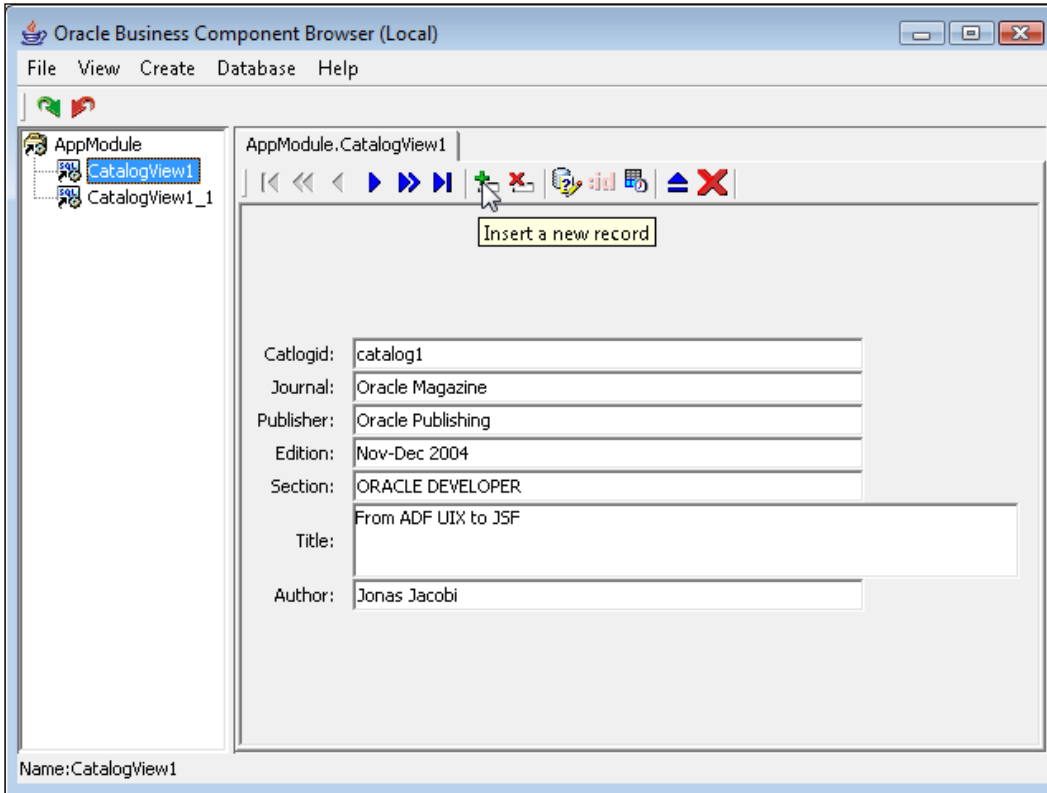 Oracle Business Component Browser (Local)
File View Create Database Help
AppModule
CatalogView1
CatalogView1_1
AppModule.CatalogView1
:id
Insert a new record
Catlogid: catalog1
Journal: Oracle Magazine
Publisher: Oracle Publishing
Edition: Nov-Dec 2004
Section: ORACLE DEVELOPER
Title: From ADF UIX to JSF
Author: Jonas Jacobi
Name:CatalogView1